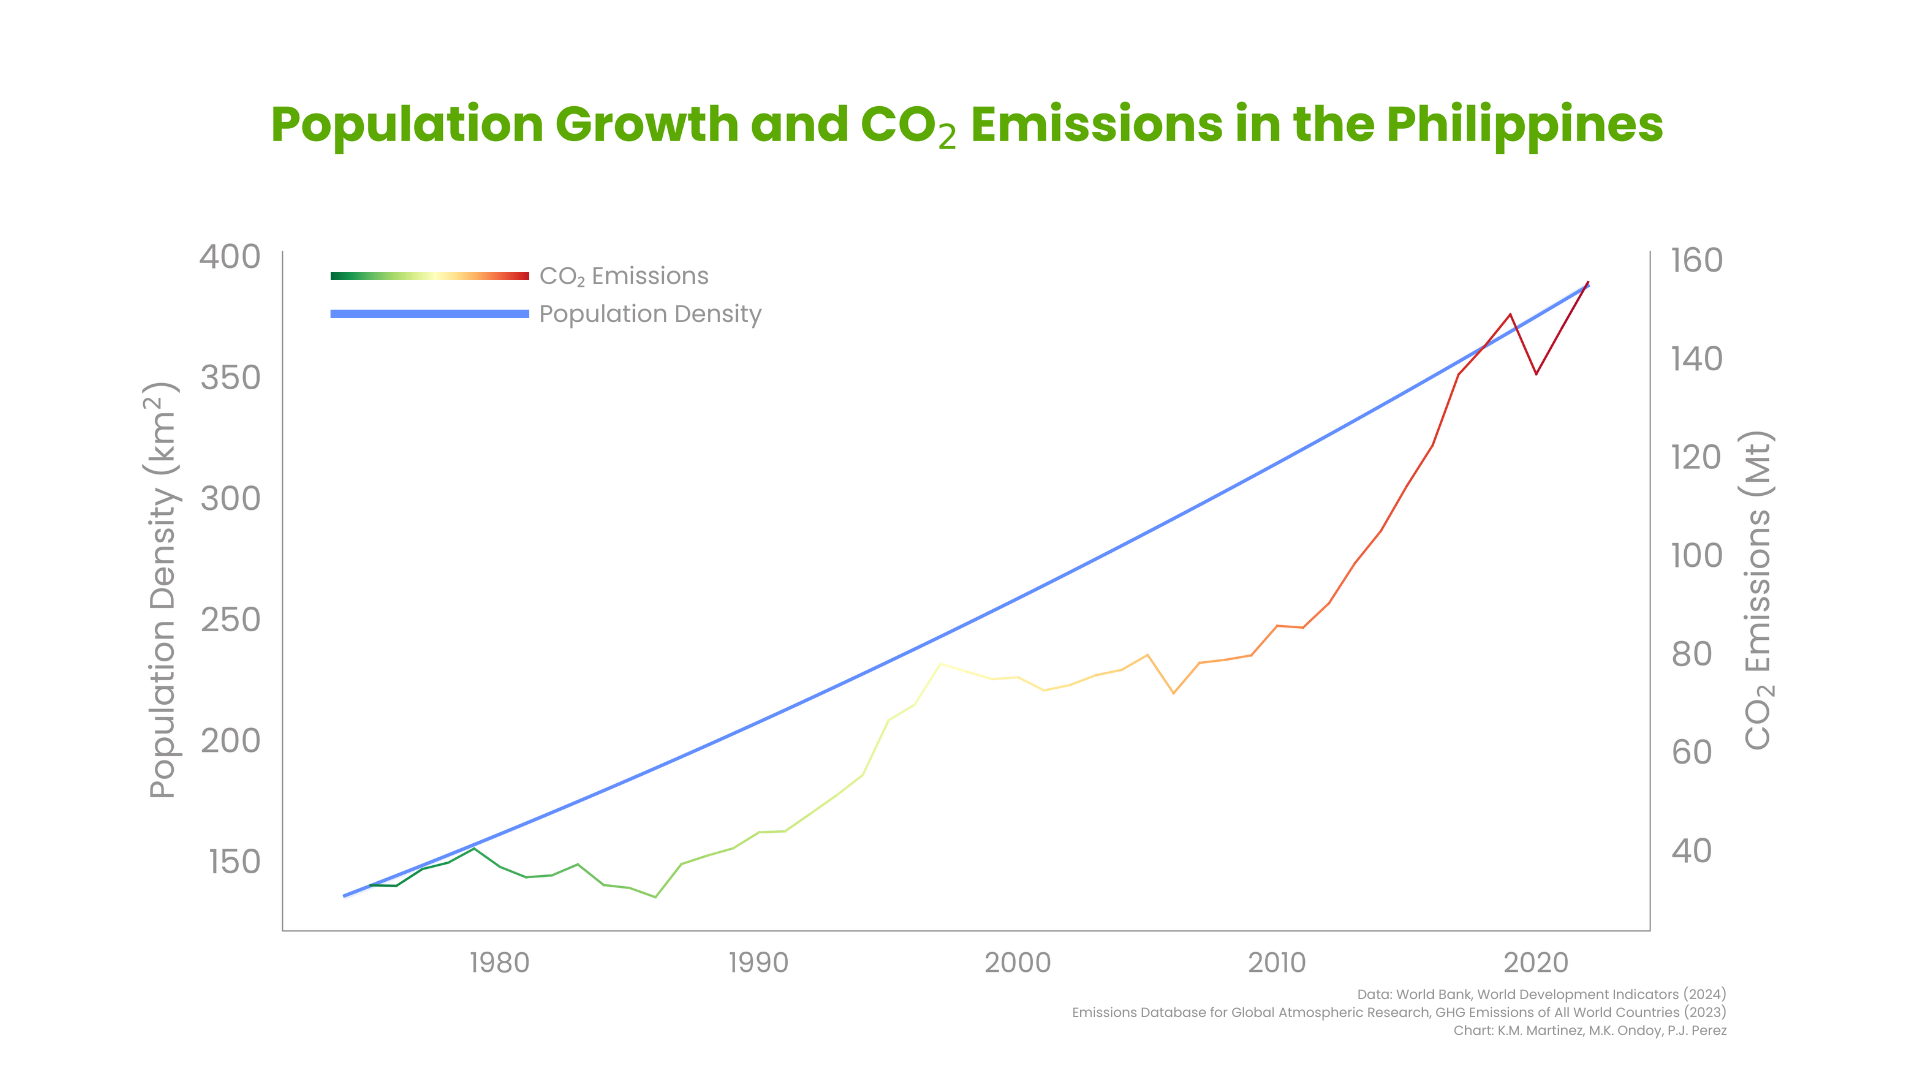 Population Growth and CO₂ Emissions in the Philippines
400
350
300
250
200
150
Population Density (km²)
CO₂ Emissions
Population Density
160
140
120
100
80
60
40
CO₂ Emissions (Mt)
1980 1990 2000 2010 2020
Data: World Bank, World Development Indicators (2024)
Emissions Database for Global Atmospheric Research, GHG Emissions of All World Countries (2023)
Chart: K.M. Martinez, M.K. Ondoy, P.J. Perez